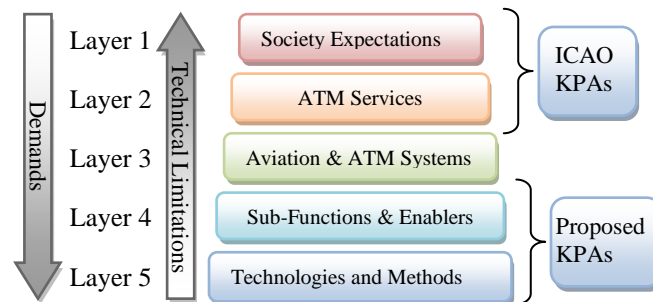 Layer 1
Layer 2
Layer 3
Layer 4
Layer 5
Demands
Technical Limitations
Society Expectations
ATM Services
Aviation & ATM Systems
Sub-Functions & Enablers
Technologies and Methods
ICAO
KPAs
Proposed
KPAs